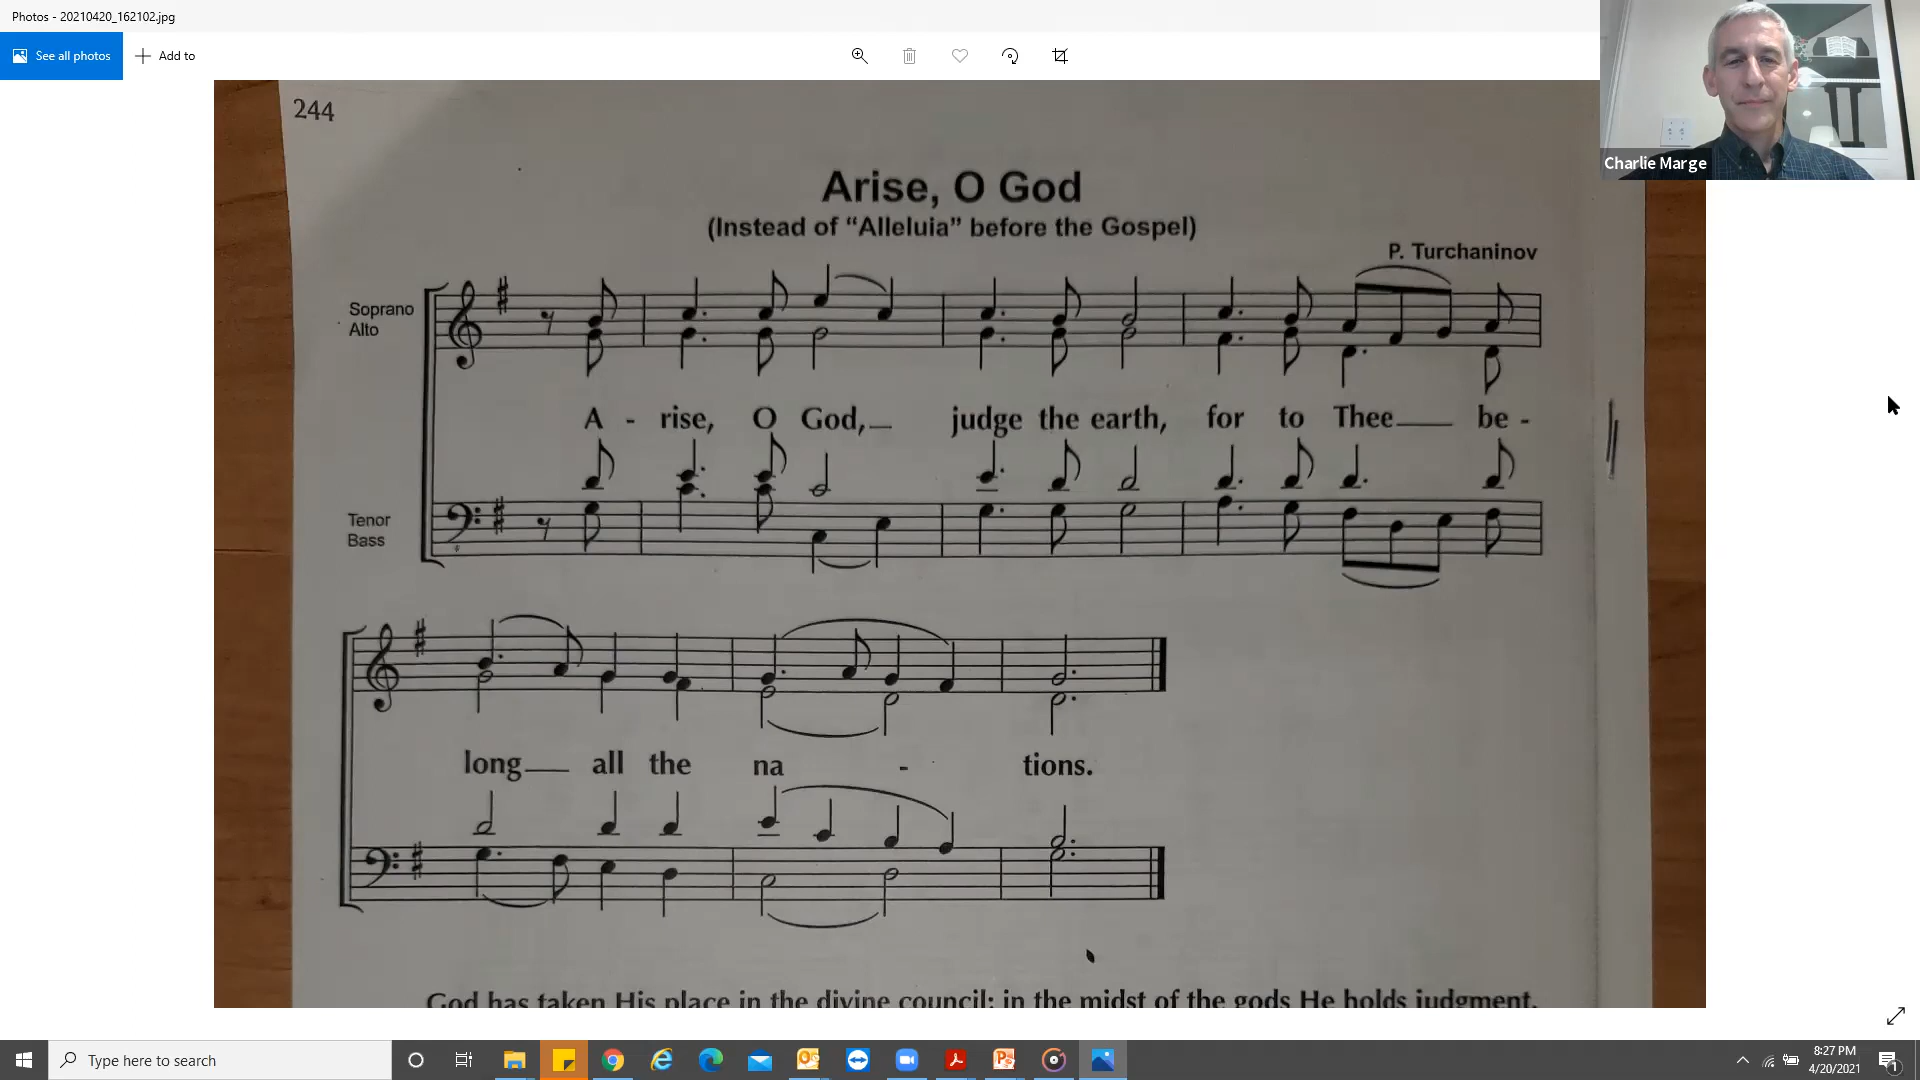 Photos - 20210420_162102.jpg
See all photos
Add to
Charlie Marge
244
Arise, O God
(Instead of “Alleluia” before the Gospel)
P. Turchaninov
Soprano
Alto
A - rise, O God, judge the earth, for to Thee be -
Tenor
Bass
long all the na - tions.
God has taken His place in the divine council; in the midst of the gods He holds judgment.
Type here to search
8:27 PM
4/20/2021
1